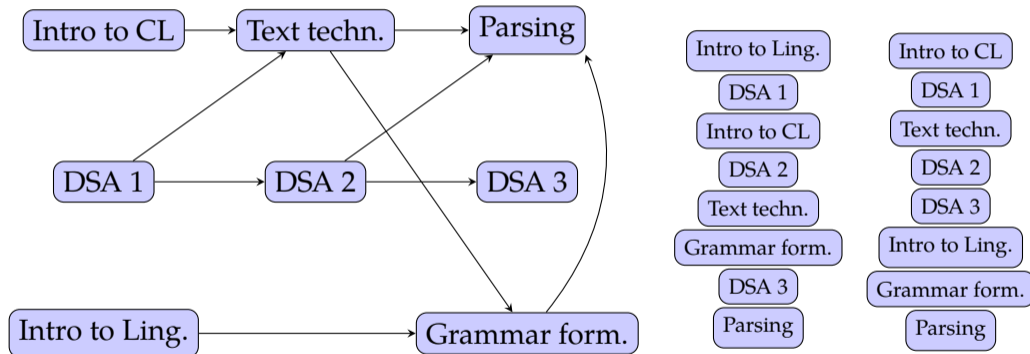 Intro to CL
Text techn.
Parsing
DSA 1
DSA 2
DSA 3
Intro to Ling.
Grammar form.
Intro to Ling.
DSA 1
Intro to CL
DSA 2
Text techn.
Grammar form.
DSA 3
Parsing
Intro to CL
DSA 1
Text techn.
DSA 2
DSA 3
Intro to Ling.
Grammar form.
Parsing